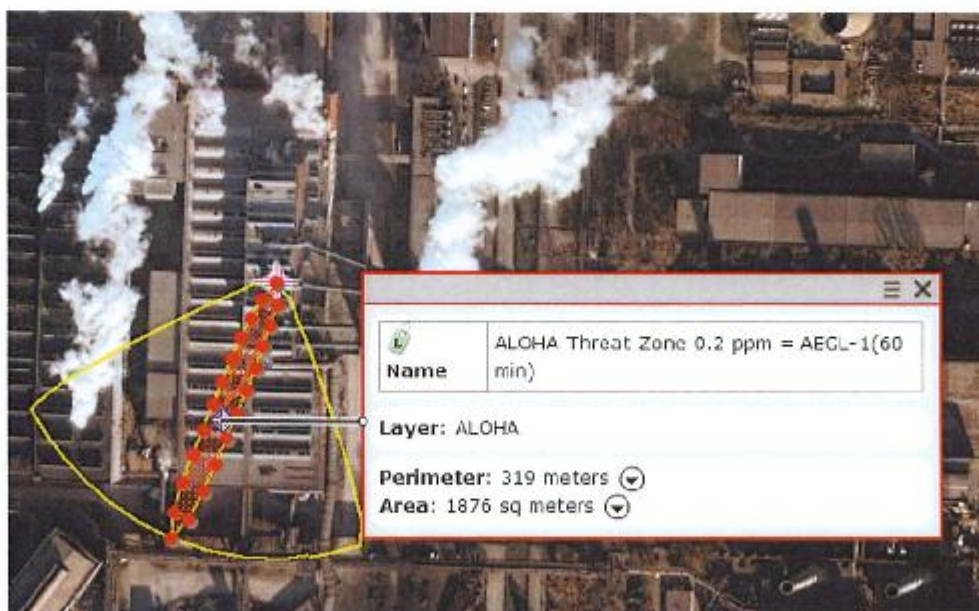 ALOHA Threat Zone 0.2 ppm = AEGL-1(60
min)
Name
Layer: ALOHA
Perimeter: 319 meters
Area: 1876 sq meters